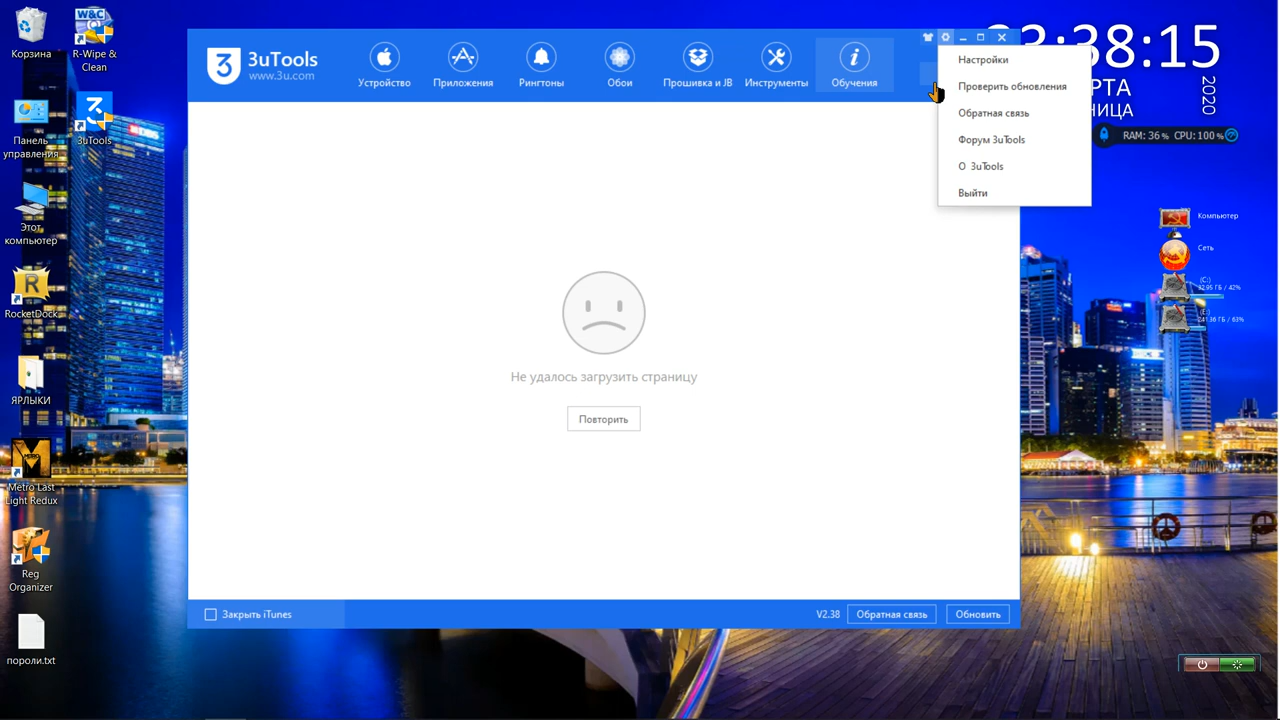 Корзина
R-Wipe &
Clean
Панель
управления
3uTools
Этот
компьютер
RocketDock
ЯРЛЫКИ
Metro Last
Light Redux
Reg
Organizer
пороли.txt
3uTools
www.3u.com
Устройство
Приложения
Рингтоны
Обои
Прошивка и JB
Инструменты
Обучения
Настройки
Проверить обновления
Обратная связь
Форум 3uTools
О 3uTools
Выйти
Не удалось загрузить страницу
Повторить
Закрыть iTunes
V2.38
Обратная связь
Обновить
:38:15
2020
RAM: 36 % CPU: 100 %
Компьютер
Сеть
(C:)